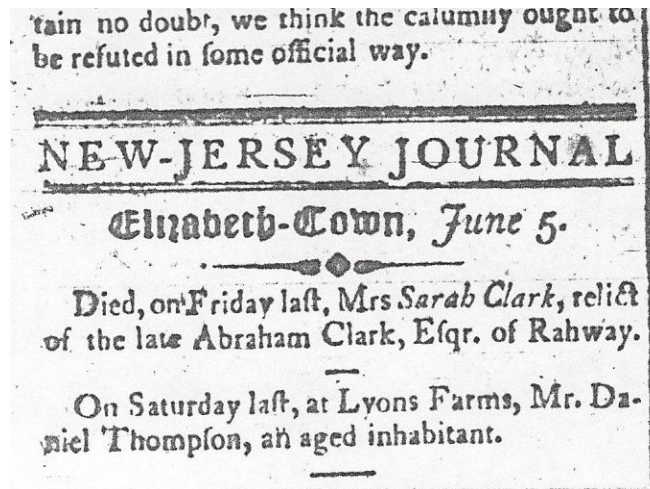 tain no doubt, we think the calumny ought to
be reſuted in ſome official way.
NEW-JERSEY JOURNAL
Elizabeth-Town, June 5.
Died, on Friday laſt, Mrs Sarah Clark, relict
of the late Abraham Clark, Eſqr. of Rahway.
On Saturday laſt, at Lyons Farms, Mr. Da-
niel Thompſon, an aged inhabitant.